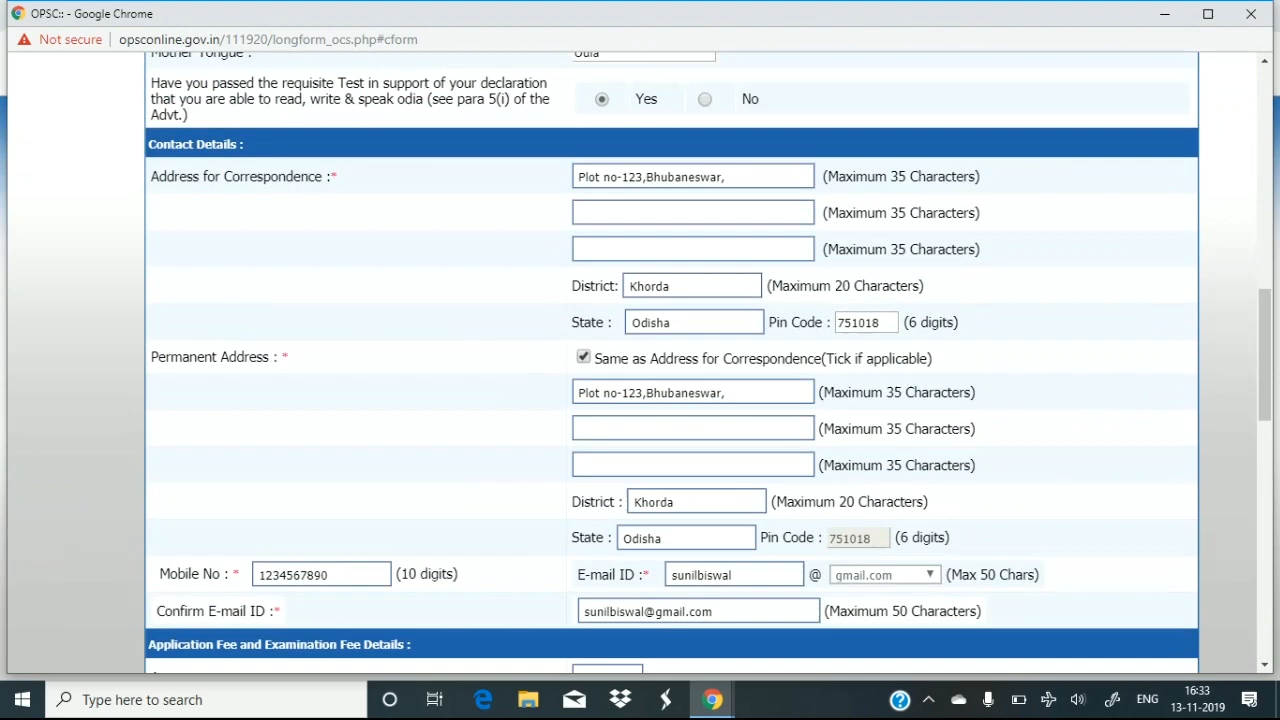 OPSC:: - Google Chrome
Not secure | opsconline.gov.in/111920/longform_ocs.php#cform
Mother Tongue : Odia
Have you passed the requisite Test in support of your declaration
that you are able to read, write & speak odia (see para 5(i) of the
Advt.)
Yes No
Contact Details :
Address for Correspondence :* Plot no-123,Bhubaneswar, (Maximum 35 Characters)
(Maximum 35 Characters)
(Maximum 35 Characters)
District: Khorda (Maximum 20 Characters)
State : Odisha Pin Code : 751018 (6 digits)
Permanent Address : * Same as Address for Correspondence(Tick if applicable)
Plot no-123,Bhubaneswar, (Maximum 35 Characters)
(Maximum 35 Characters)
(Maximum 35 Characters)
District : Khorda (Maximum 20 Characters)
State : Odisha Pin Code : 751018 (6 digits)
Mobile No : * 1234567890 (10 digits) E-mail ID :* sunilbiswal @ gmail.com (Max 50 Chars)
Confirm E-mail ID :* sunilbiswal@gmail.com (Maximum 50 Characters)
Application Fee and Examination Fee Details :
Type here to search
ENG
16:33
13-11-2019